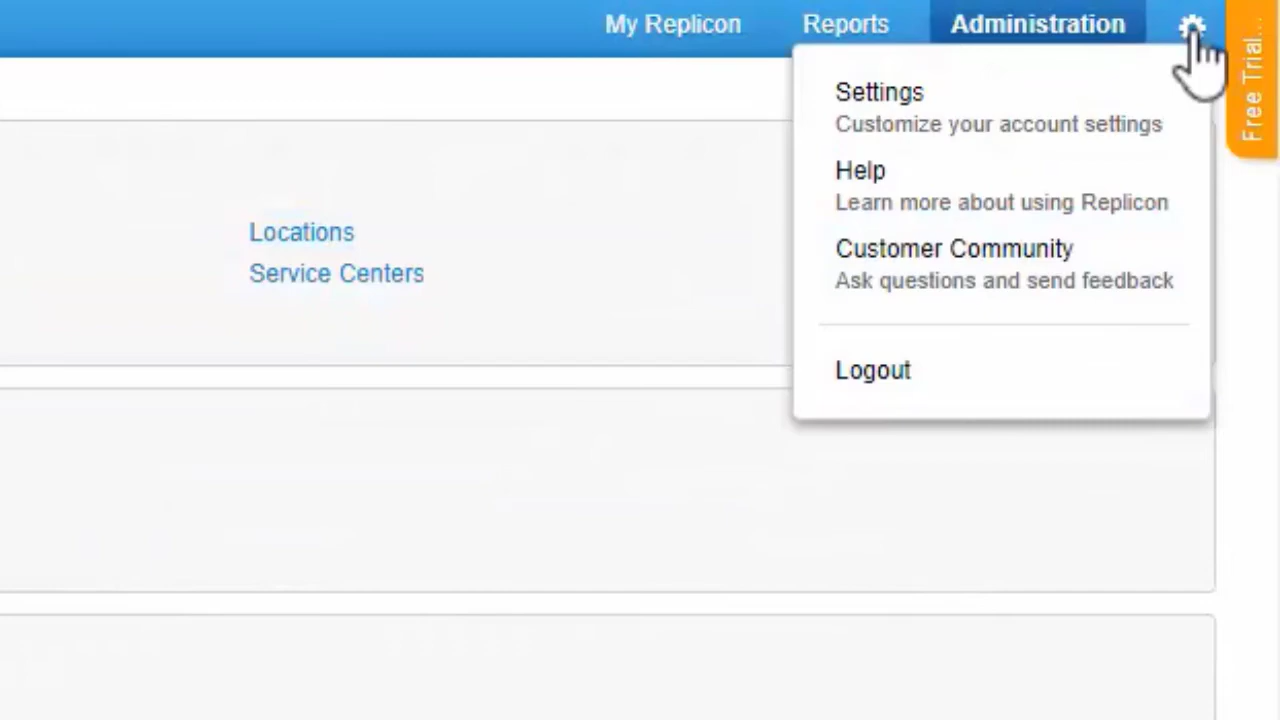 My Replicon Reports Administration
Free Trial...
Settings
Customize your account settings
Help
Learn more about using Replicon
Locations
Customer Community
Service Centers
Ask questions and send feedback
Logout